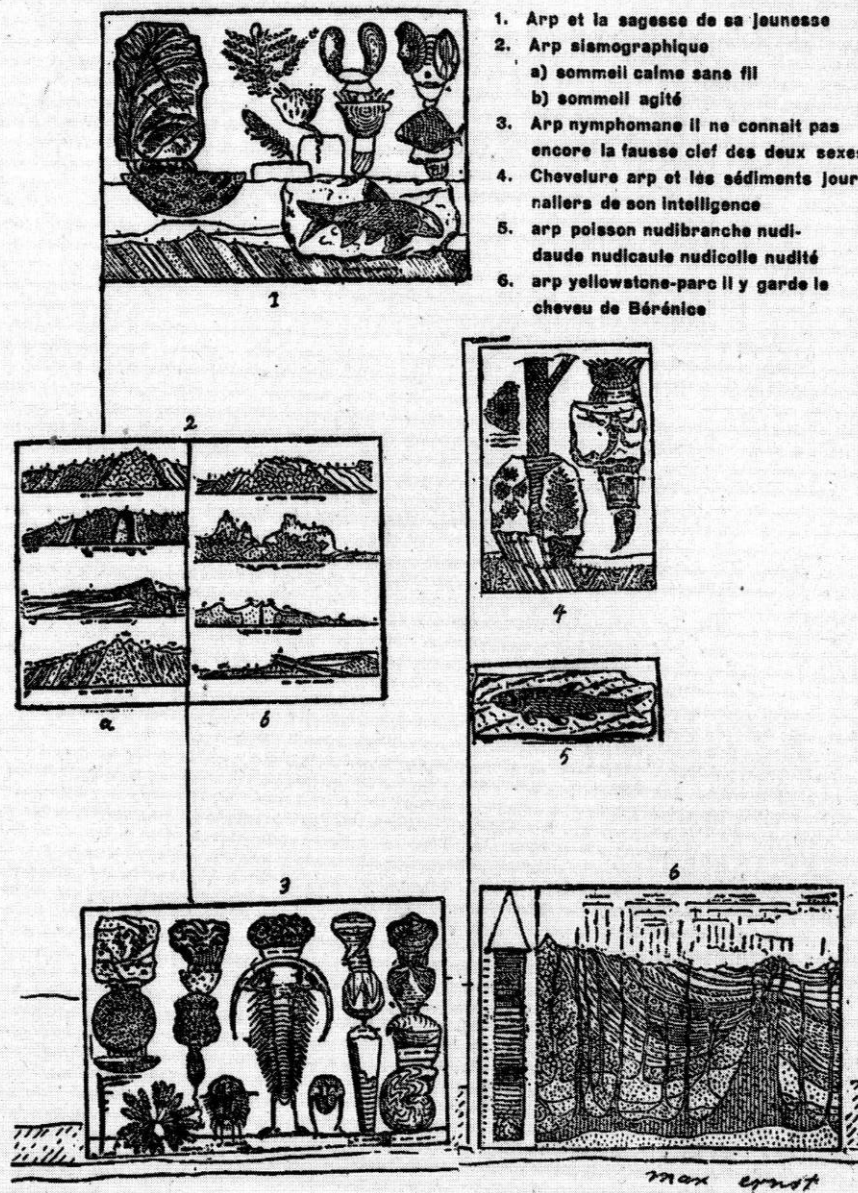 1. Arp et la sagesse de sa jeunesse
2. Arp sismographique
a) sommeil calme sans fil
b) sommeil agité
3. Arp nymphomane il ne connait pas
encore la fausse clef des deux sexes
4. Chevelure arp et les sédiments jour-
naliers de son intelligence
5. arp poisson nudibranche nudi-
daude nudicaule nudicolle nudité
6. arp yellowstone-parc il y garde le
cheveu de Bérénice
1
2
4
a
b
5
3
6
max ernst